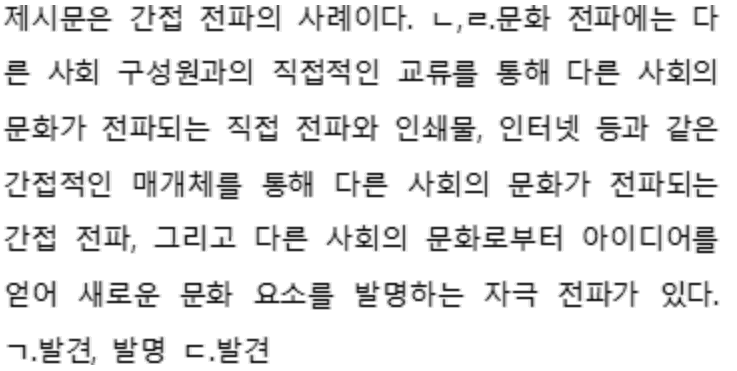 제시문은 간접 전파의 사례이다. ㄴ,ㄹ.문화 전파에는 다
른 사회 구성원과의 직접적인 교류를 통해 다른 사회의
문화가 전파되는 직접 전파와 인쇄물, 인터넷 등과 같은
간접적인 매개체를 통해 다른 사회의 문화가 전파되는
간접 전파, 그리고 다른 사회의 문화로부터 아이디어를
얻어 새로운 문화 요소를 발명하는 자극 전파가 있다.
ㄱ.발견, 발명 ㄷ.발견